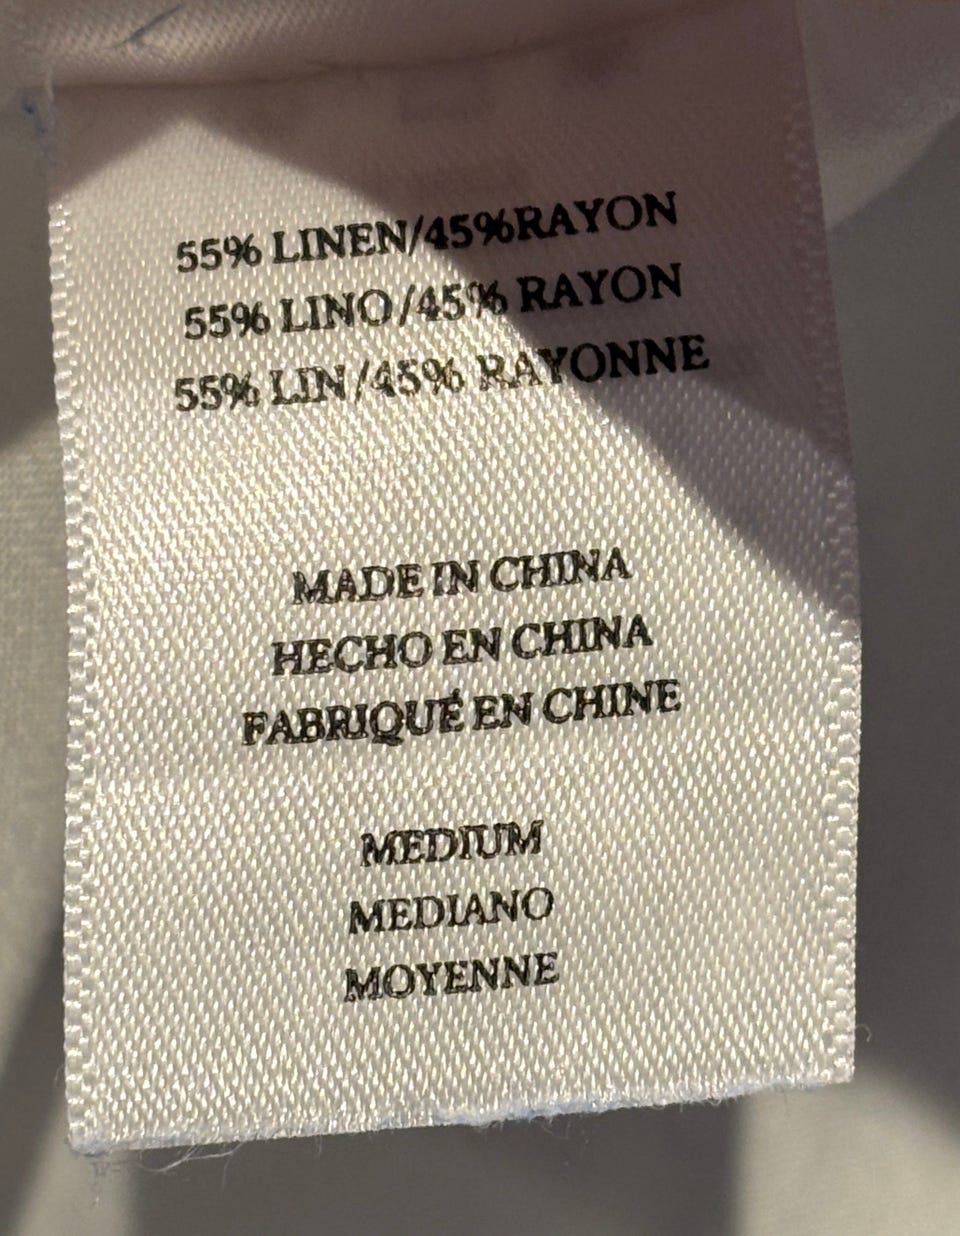 55% LINEN/45%RAYON
55% LINO/45% RAYON
55% LIN/45% RAYONNE
MADE IN CHINA
HECHO EN CHINA
FABRIQUÉ EN CHINE
MEDIUM
MEDIANO
MOYENNE